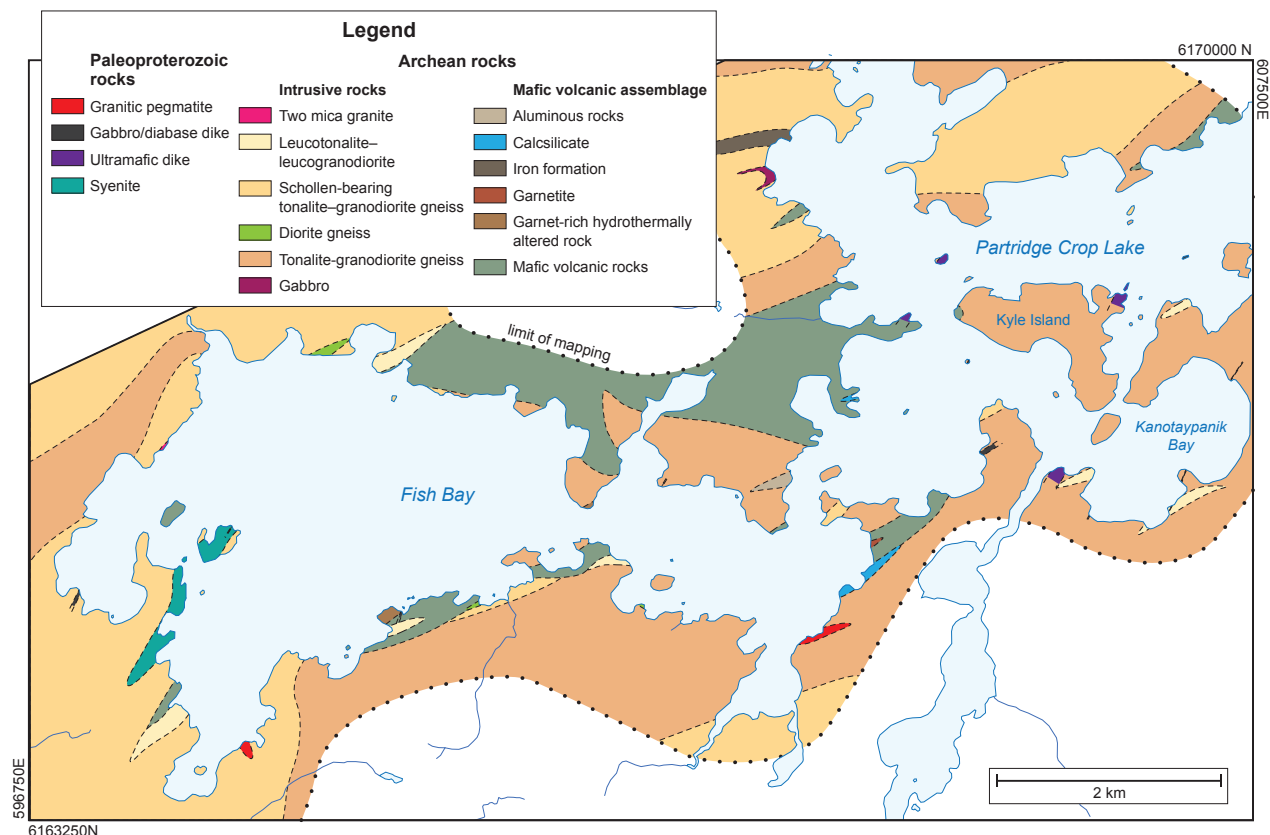 Legend
Paleoproterozoic
rocks
Granitic pegmatite
Gabbro/diabase dike
Ultramafic dike
Syenite
Archean rocks
Intrusive rocks
Two mica granite
Leucotonalite–
leucogranodiorite
Schollen-bearing
tonalite–granodiorite gneiss
Diorite gneiss
Tonalite-granodiorite gneiss
Gabbro
Mafic volcanic assemblage
Aluminous rocks
Calcsilicate
Iron formation
Garnetite
Garnet-rich hydrothermally
altered rock
Mafic volcanic rocks
6170000 N
607500E
Partridge Crop Lake
Kyle Island
limit of mapping
Kanotaypanik
Bay
Fish Bay
2 km
596750E
6163250N